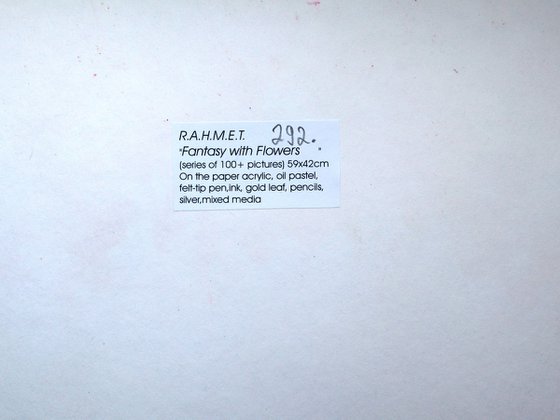 R.A.H.M.E.T. 292.
"Fantasy with Flowers "
(series of 100+ pictures) 59x42cm
On the paper acrylic, oil pastel,
felt-tip pen,ink, gold leaf, pencils,
silver,mixed media